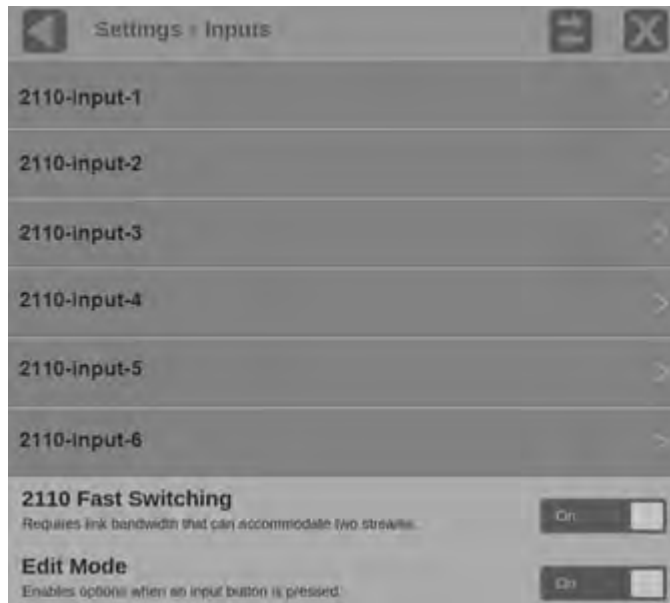 Settings > Inputs
2110-input-1
2110-input-2
2110-input-3
2110-input-4
2110-input-5
2110-input-6
2110 Fast Switching
Requires link bandwidth that can accommodate two streams.
On
Edit Mode
Enables options when an input button is pressed.
On